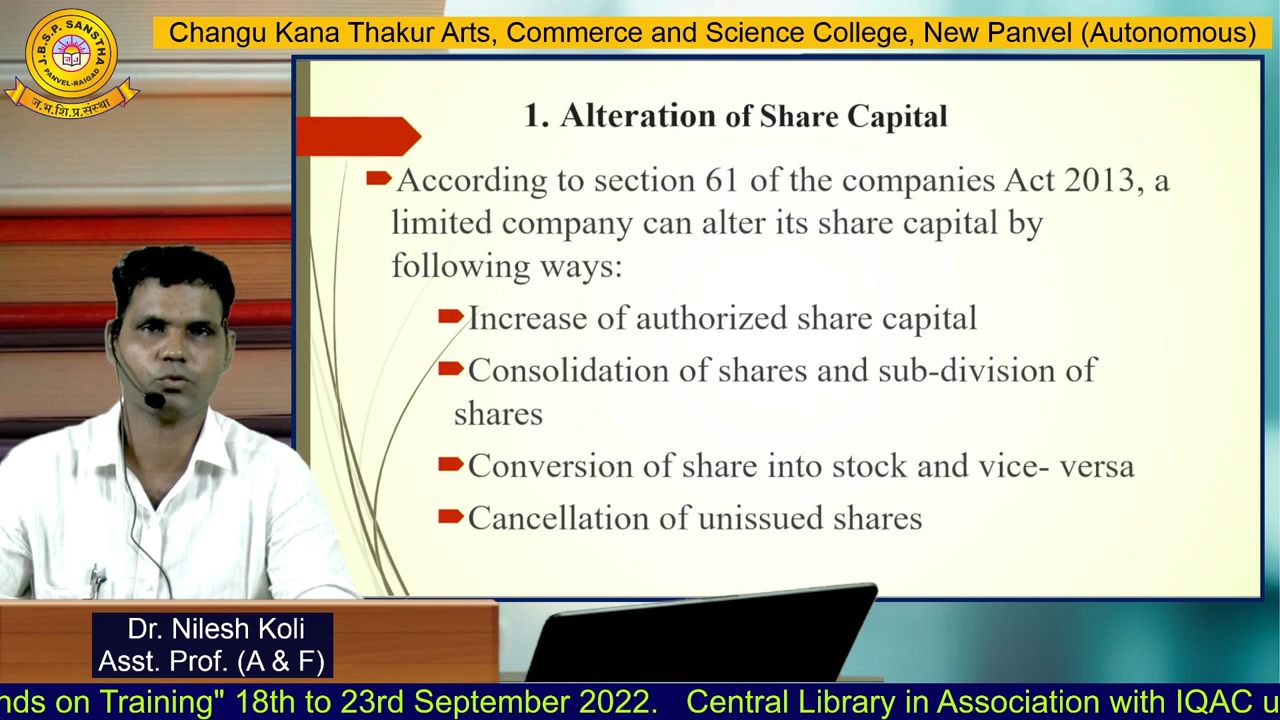 J.B.S.P. SANSTHA
PANVEL-RAIGAD
ज.भ.शि.प्र.संस्था
Changu Kana Thakur Arts, Commerce and Science College, New Panvel (Autonomous)
1. Alteration of Share Capital
According to section 61 of the companies Act 2013, a
limited company can alter its share capital by
following ways:
Increase of authorized share capital
Consolidation of shares and sub-division of
shares
Conversion of share into stock and vice- versa
Cancellation of unissued shares
Dr. Nilesh Koli
Asst. Prof. (A & F)
nds on Training" 18th to 23rd September 2022. Central Library in Association with IQAC u